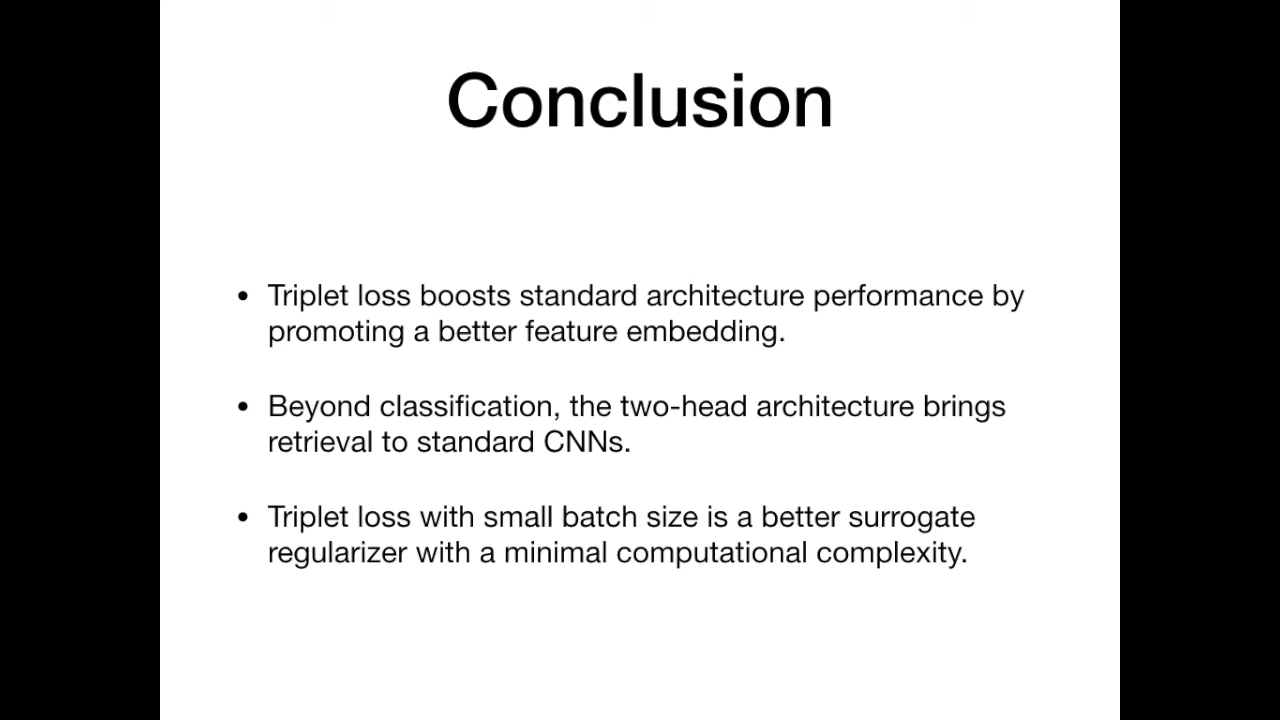 Conclusion
• Triplet loss boosts standard architecture performance by
promoting a better feature embedding.
• Beyond classification, the two-head architecture brings
retrieval to standard CNNs.
• Triplet loss with small batch size is a better surrogate
regularizer with a minimal computational complexity.